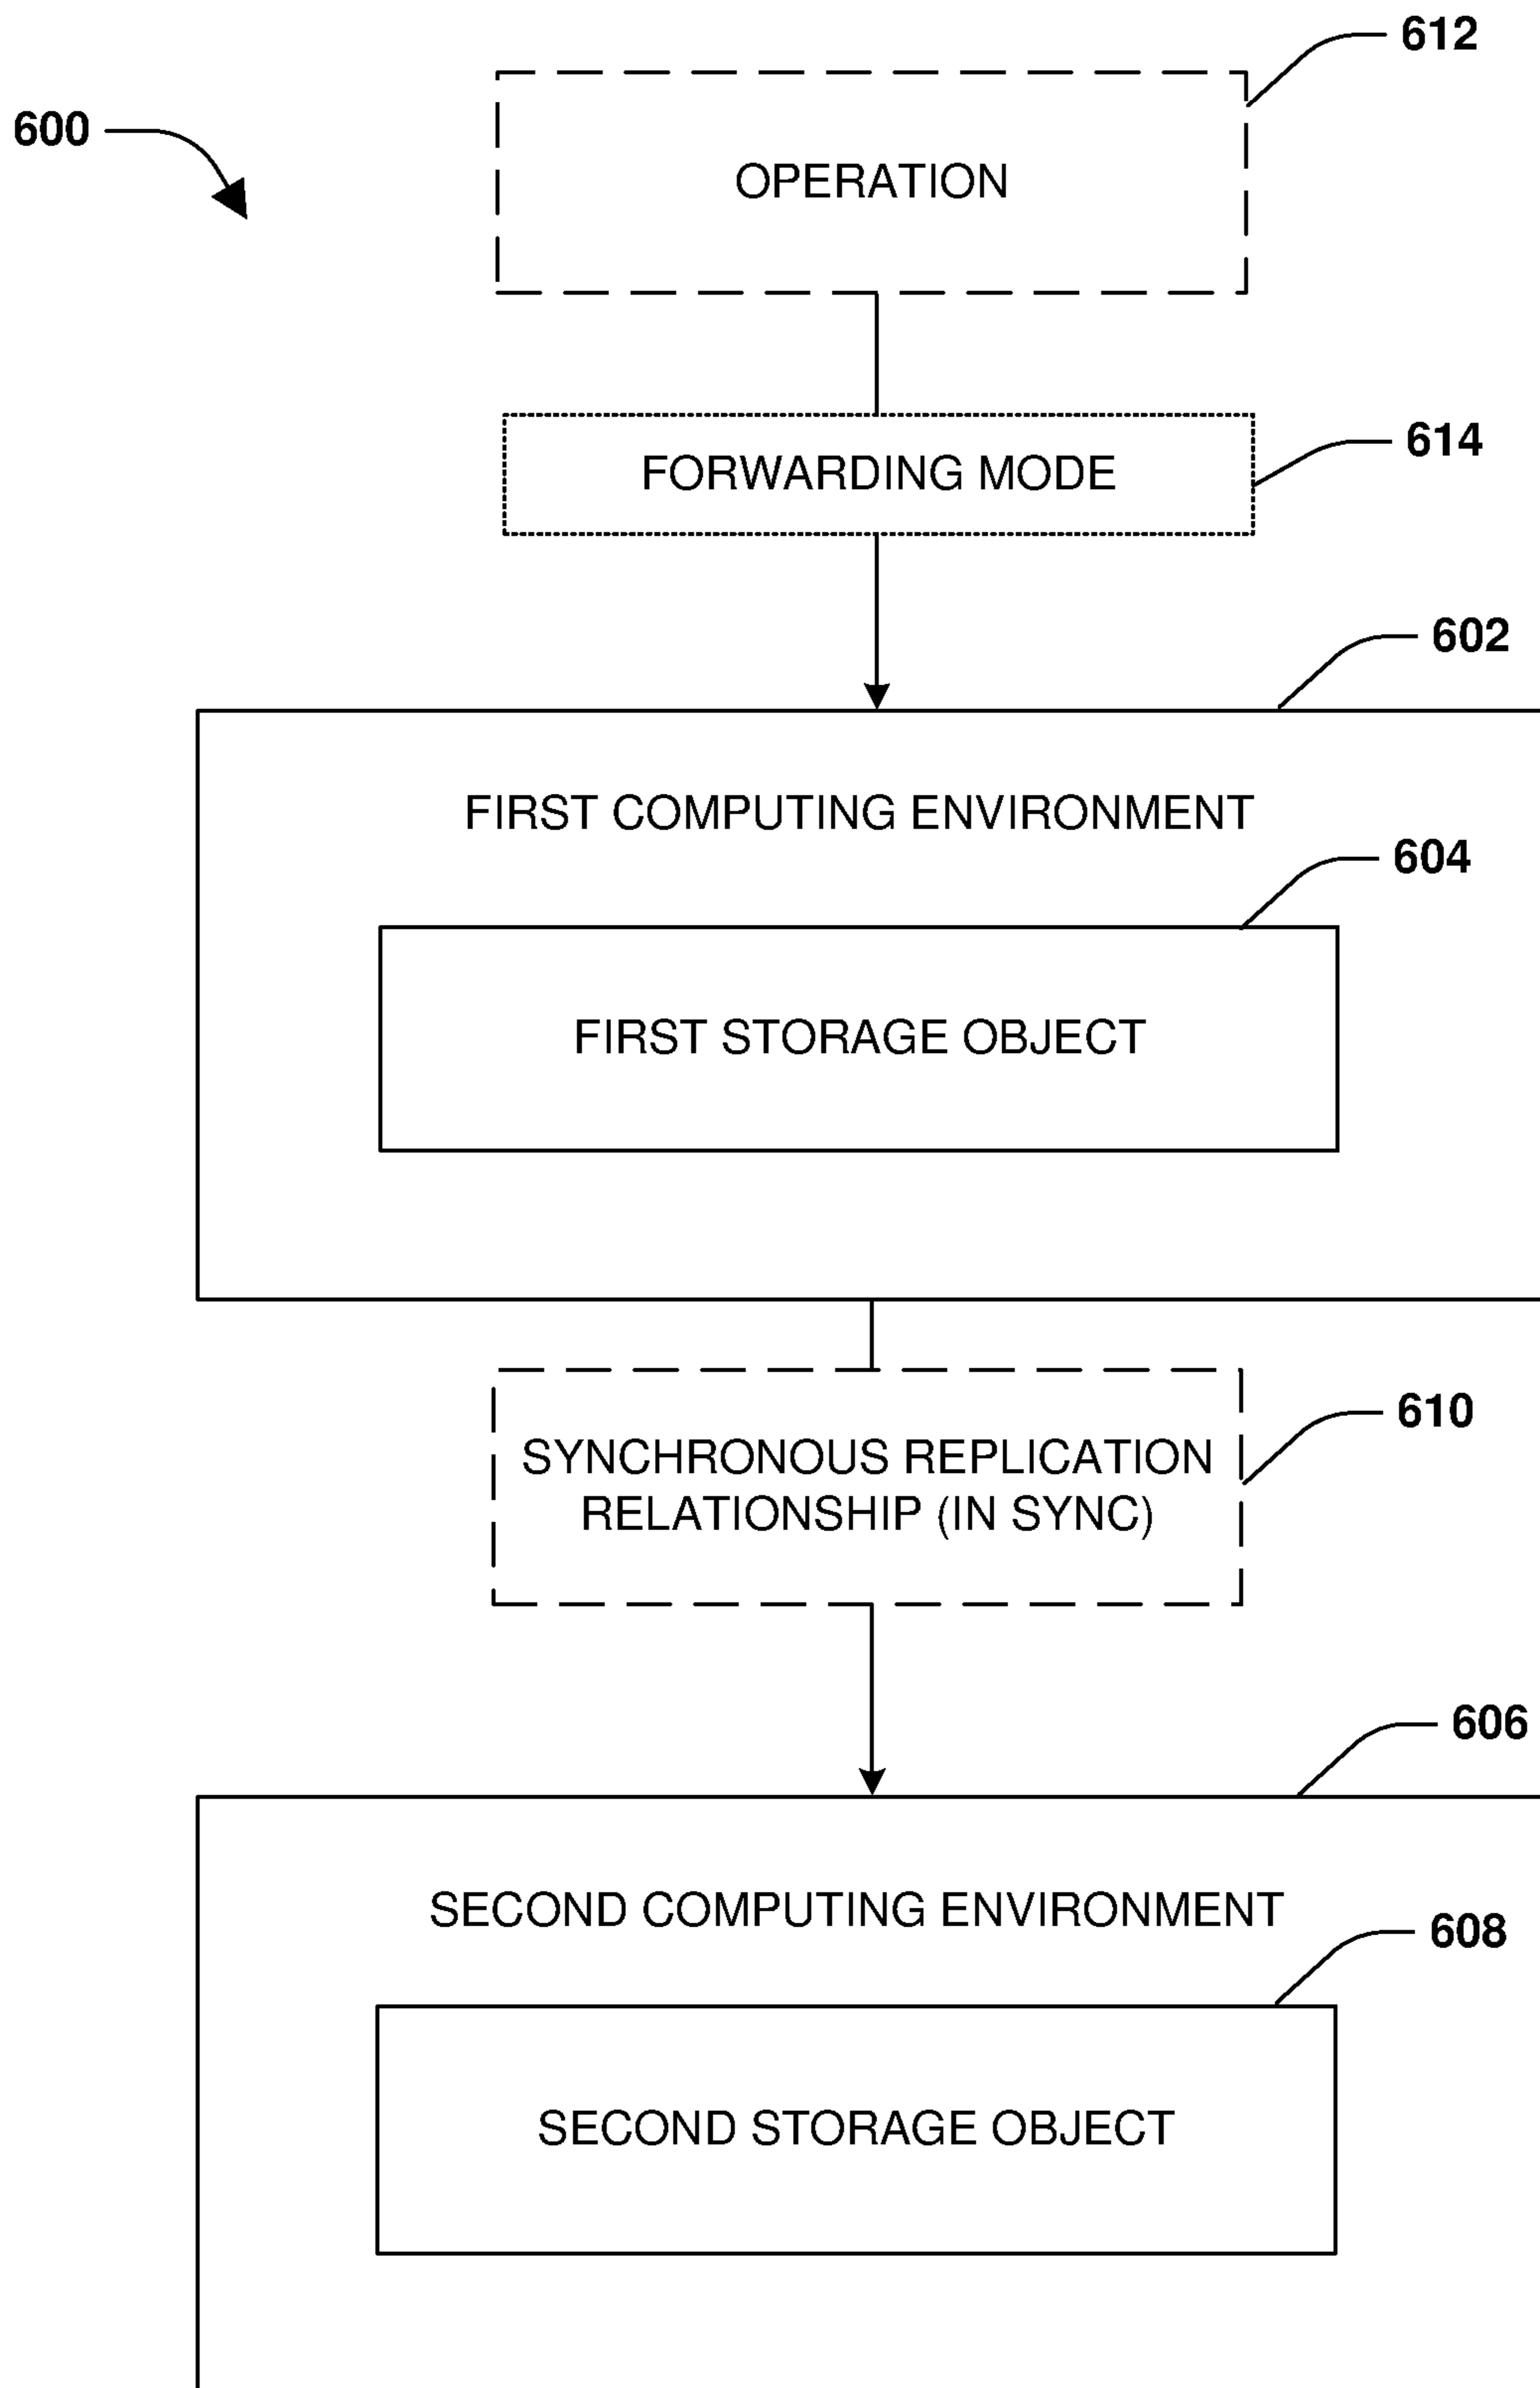 612
600
OPERATION
614
FORWARDING MODE
602
FIRST COMPUTING ENVIRONMENT
604
FIRST STORAGE OBJECT
610
SYNCHRONOUS REPLICATION
RELATIONSHIP (IN SYNC)
606
SECOND COMPUTING ENVIRONMENT
608
SECOND STORAGE OBJECT